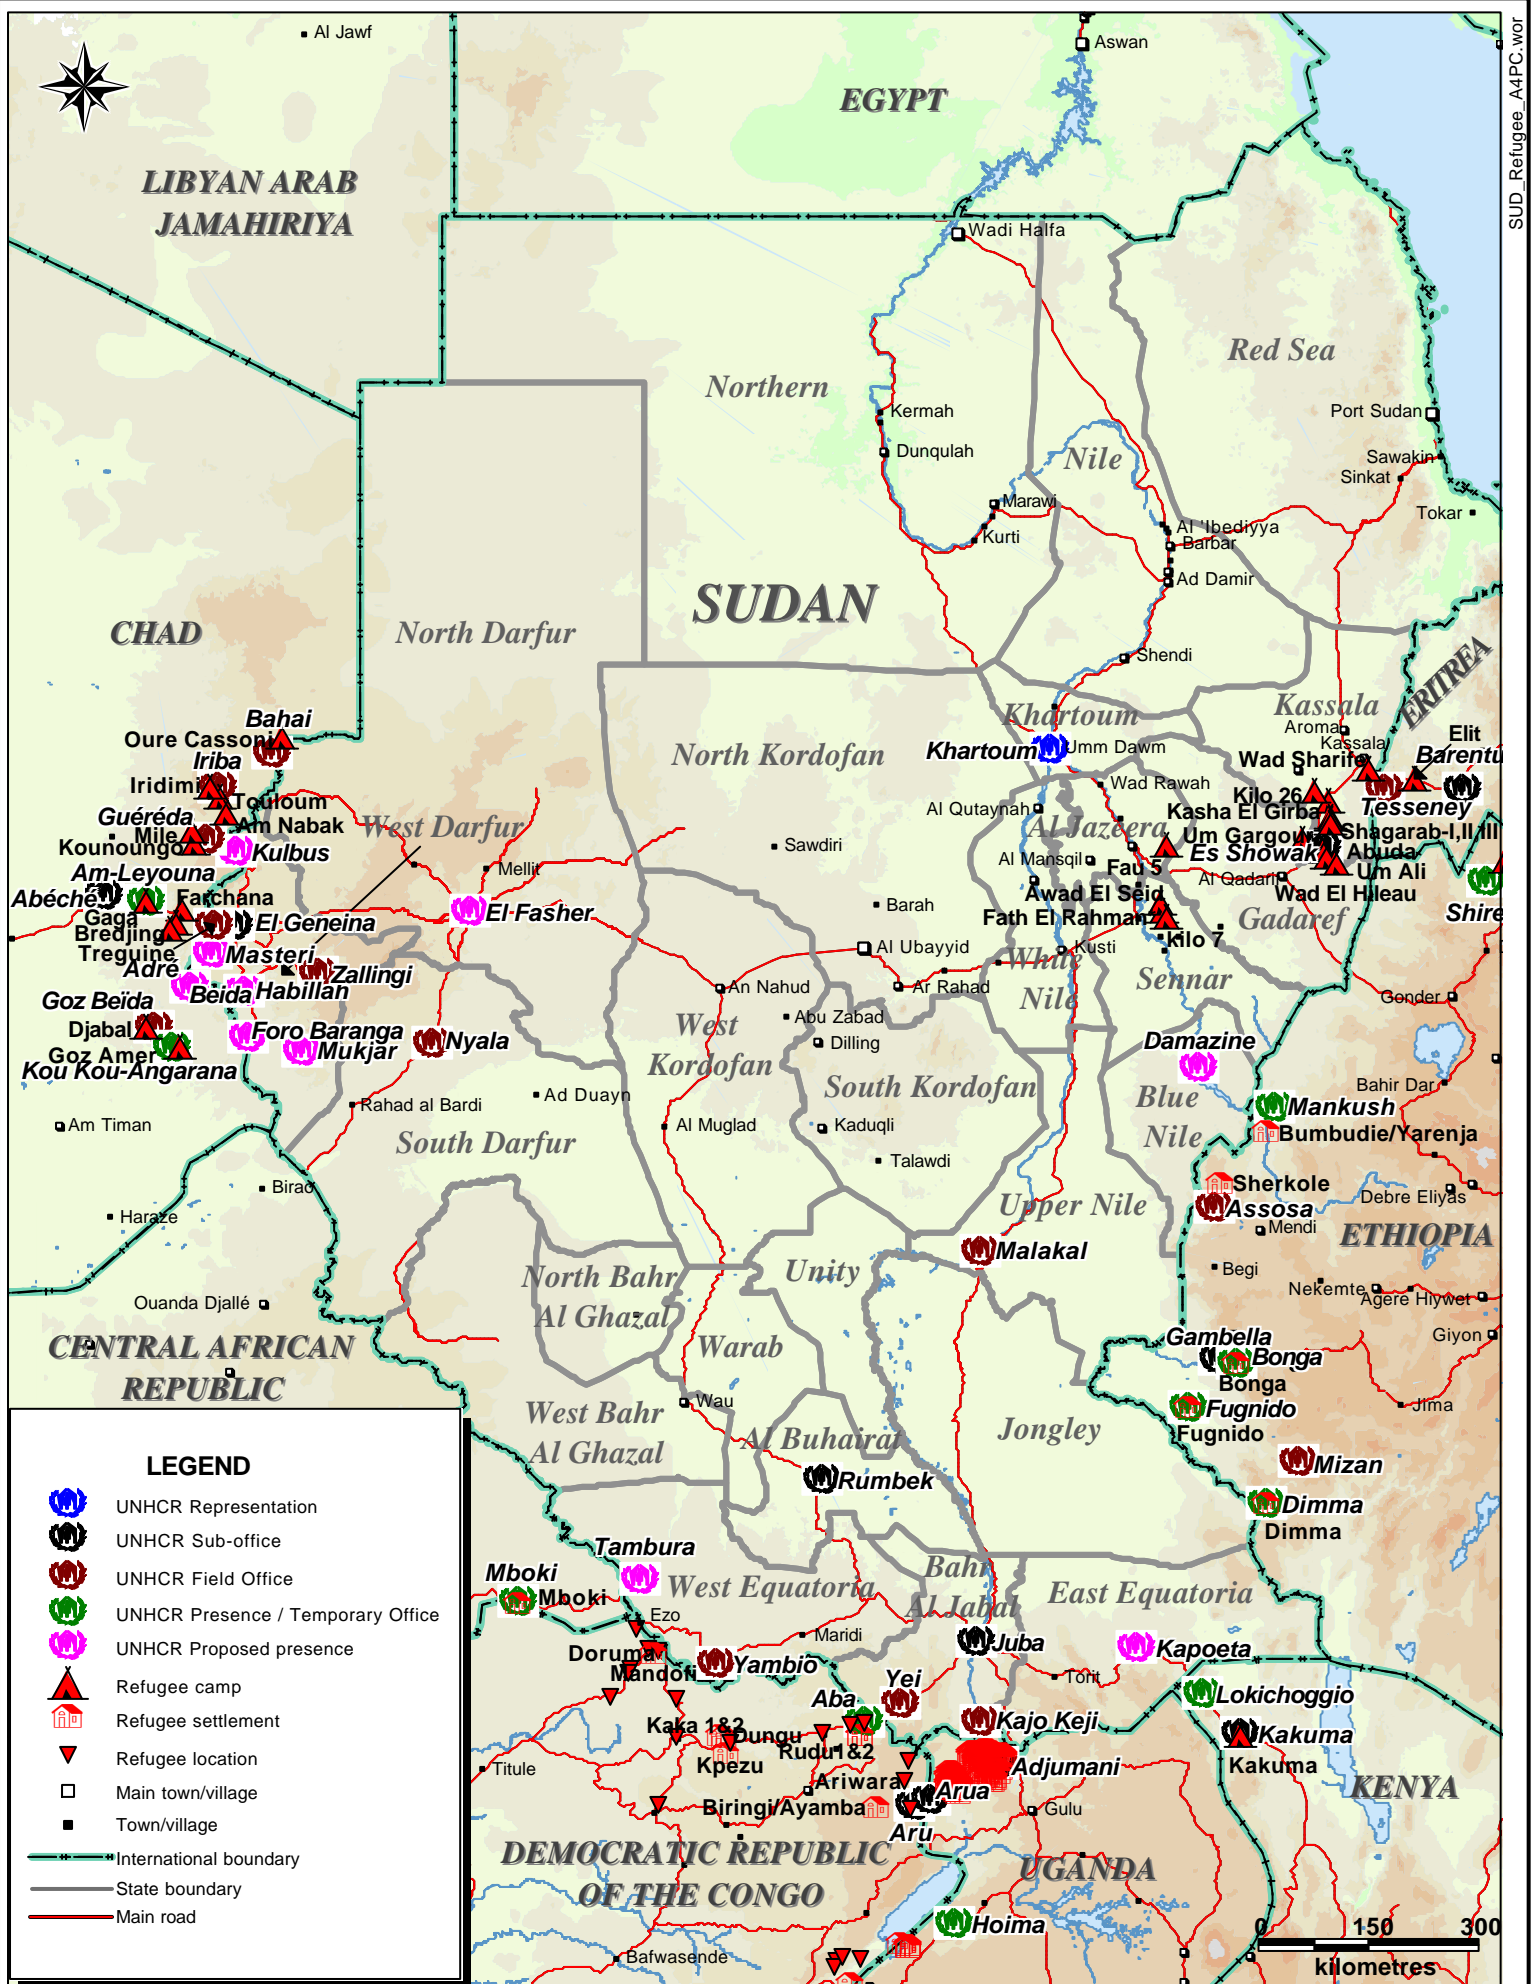 SUD_Refugee_A4PC.wor
Al Jawf
Aswan
EGYPT
LIBYAN ARAB
JAMAHIRIYA
Wadi Halfa
Red Sea
Northern
Kermah
Port Sudan
Dunqulah
Nile
Sawakin
Sinkat
Marawi
Tokar
Kurti
Al 'Ibediyya
Barbar
Ad Damir
SUDAN
CHAD
North Darfur
Shendi
ERITREA
Kassala
Khartoum
Bahai
Oure Cassoni
Aroma
Kassala
Elit
Barentu
Iriba
North Kordofan
Khartoum
Umm Dawm
Wad Sharife
Iridimi
Touloum
Wad Rawah
Kilo 26
Tesseney
Guéréda
Am Nabak
West Darfur
Al Qutaynah
Kasha El Girba
Mile
Al Jazeera
Um Gargour
Shagarab-I,II III
Kounoungo
Kulbus
Sawdiri
Es Showak
Abuda
Am-Leyouna
Mellit
Al Mansqil
Fau 5
Um Ali
Abéché
Farchana
Al Qadarif
Wad El Hileau
Gaga
El Geneina
El Fasher
Barah
Awad El Seid
Shire
Bredjing
Fath El Rahman
Gadaref
Treguine
Masteri
Al Ubayyid
Kusti
Kilo 7
Adré
Zallingi
White
Nile
Beida
Habillah
An Nahud
Ar Rahad
Sennar
Goz Beïda
Gonder
Djabal
Foro Baranga
Abu Zabad
West
Kordofan
Goz Amer
Mukjar
Nyala
Dilling
Damazine
Kou Kou-Angarana
South Kordofan
Bahir Dar
Ad Duayn
Blue
Nile
Rahad al Bardi
Mankush
Am Timan
South Darfur
Al Muglad
Kaduqli
Bumbudie/Yarenja
Talawdi
Birao
Sherkole
Debre Eliyas
Haraze
Upper Nile
Assosa
Mendi
ETHIOPIA
Malakal
North Bahr
Al Ghazal
Unity
Begi
Nekemte
Agere Hiywet
Ouanda Djallé
Giyon
CENTRAL AFRICAN
REPUBLIC
Warab
Gambella
Bonga
Bonga
Wau
Fugnido
Jima
West Bahr
Al Ghazal
Al Buhairat
Jongley
Fugnido
Rumbek
Mizan
Dimma
Dimma
Tambura
Mboki
Mboki
West Equatoria
Bahr
Al Jabal
East Equatoria
Ezo
Maridi
Juba
Kapoeta
Doruma
Mandofi
Yambio
Torit
Yei
Lokichoggio
Aba
Kaka 1&2
Dungu
Kajo Keji
Kakuma
Rudu1&2
Kpezu
Adjumani
Kakuma
Titule
Ariwara
Arua
KENYA
Biringi/Ayamba
Gulu
Aru
DEMOCRATIC REPUBLIC
OF THE CONGO
UGANDA
Hoima
Bafwasende
0 150 300
kilometres
LEGEND
UNHCR Representation
UNHCR Sub-office
UNHCR Field Office
UNHCR Presence / Temporary Office
UNHCR Proposed presence
Refugee camp
Refugee settlement
Refugee location
Main town/village
Town/village
International boundary
State boundary
Main road